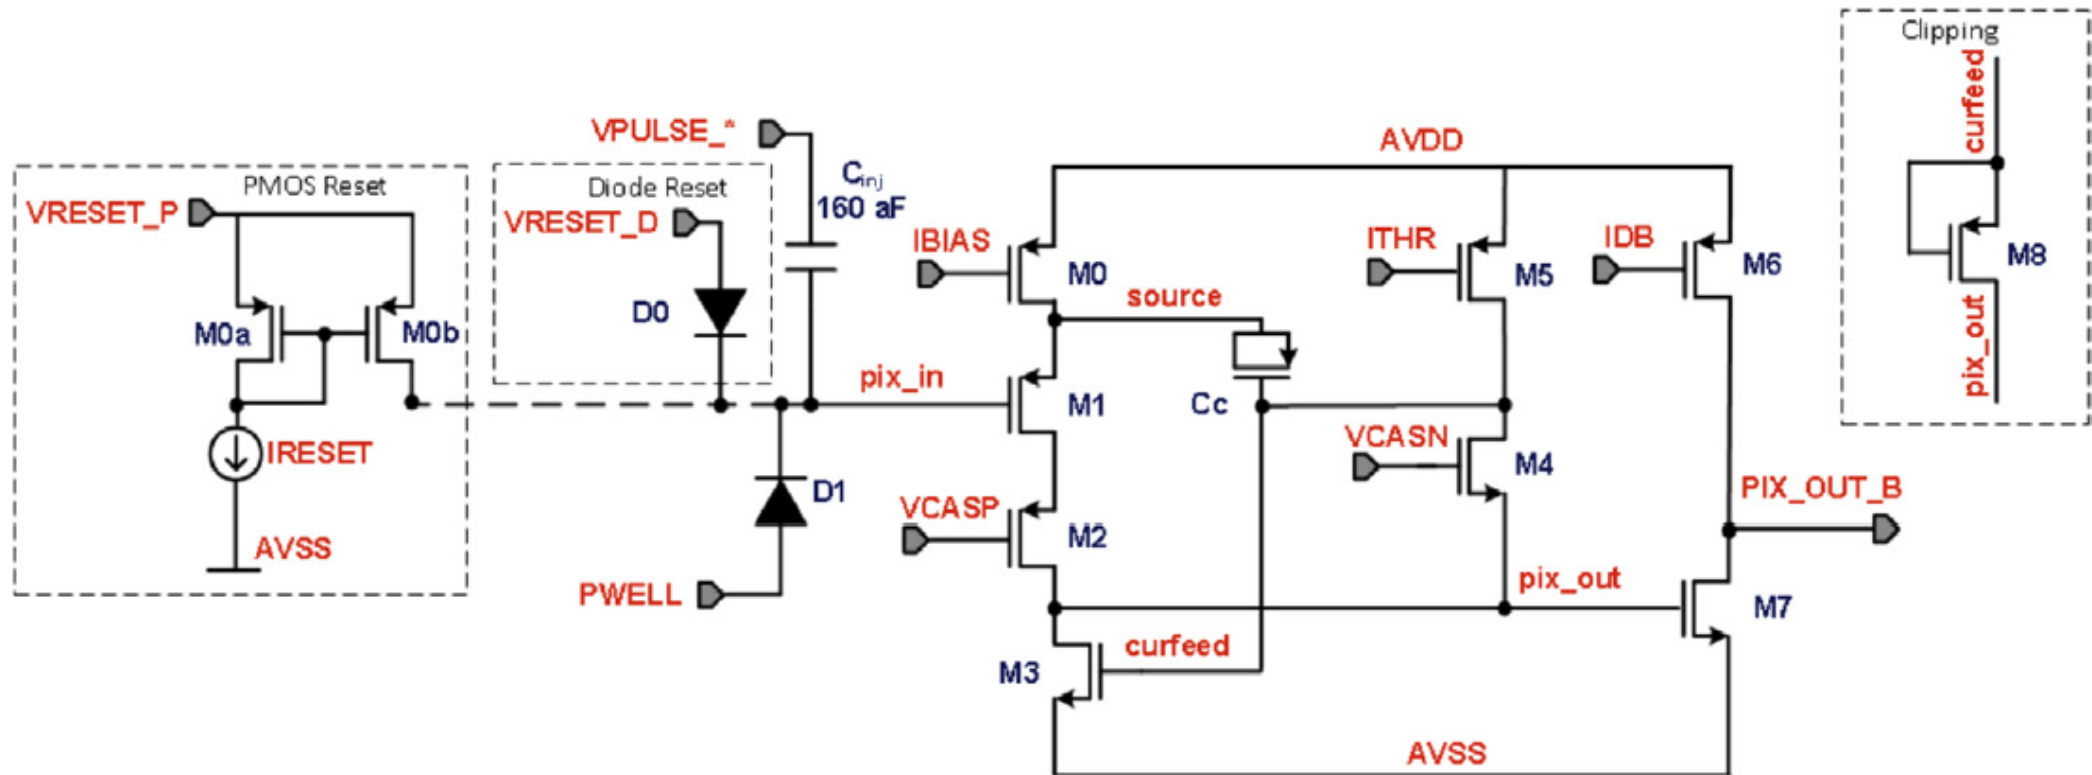 Clipping
curfeed
M8
pix_out
VPULSE_*
AVDD
PMOS Reset
Diode Reset
Cinj
160 aF
VRESET_P
VRESET_D
IBIAS
ITHR
IDB
M0
M5
M6
source
D0
M0a
M0b
pix_in
M1
Cc
IRESET
VCASN
M4
D1
PIX_OUT_B
VCASP
M2
AVSS
pix_out
PWELL
M7
curfeed
M3
AVSS